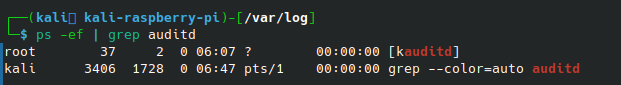 ┌──(kali㉿ kali-raspberry-pi)-[/var/log]
└─$ ps -ef | grep auditd
root          37       2  0 06:07 ?        00:00:00 [kauditd]
kali        3406    1728  0 06:47 pts/1    00:00:00 grep --color=auto auditd